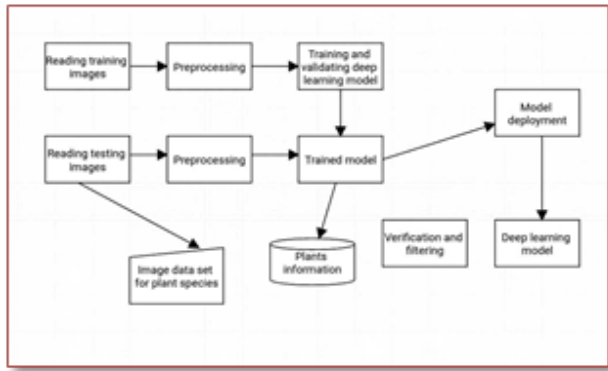 Reading training
images
Preprocessing
Training and
validating deep
learning model
Model
deployment
Reading testing
images
Preprocessing
Trained model
Verification and
filtering
Deep learning
model
Plants
information
Image data set
for plant species